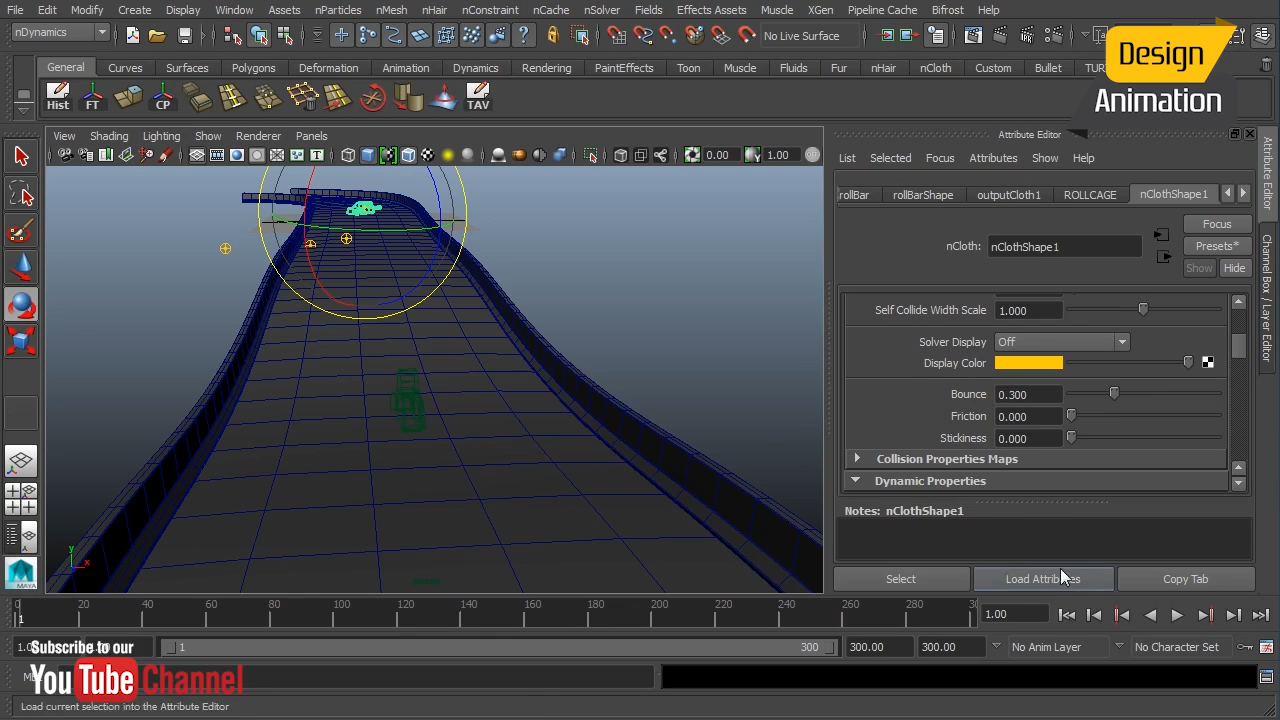 File Edit Modify Create Display Window Assets nParticles nMesh nHair nConstraint nCache nSolver Fields Effects Assets Muscle XGen Pipeline Cache Bifrost Help
nDynamics
No Live Surface
Design
Animation
General Curves Surfaces Polygons Deformation Animation Dynamics Rendering PaintEffects Toon Muscle Fluids Fur nHair nCloth Custom Bullet TUR
Hist FT CP TAV
View Shading Lighting Show Renderer Panels
0.00 1.00
Attribute Editor
List Selected Focus Attributes Show Help
rollBar rollBarShape outputCloth1 ROLLCAGE nClothShape1
Focus
nCloth: nClothShape1
Presets*
Show Hide
Self Collide Width Scale 1.000
Solver Display Off
Display Color
Bounce 0.300
Friction 0.000
Stickiness 0.000
Collision Properties Maps
Dynamic Properties
Notes: nClothShape1
Select Load Attributes Copy Tab
Attribute Editor
Channel Box / Layer Editor
y
x
MAYA
0 20 40 60 80 100 120 140 160 180 200 220 240 260 280
1
1.00
1 300 300.00 300.00 No Anim Layer No Character Set
Subscribe to our
YouTube Channel
Load current selection into the Attribute Editor